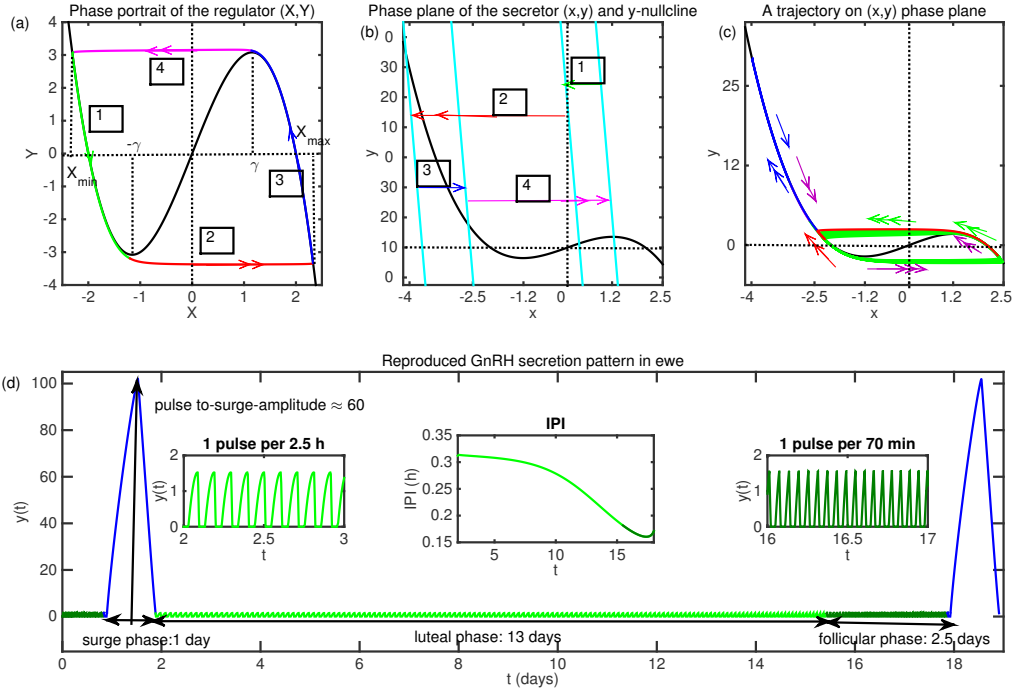 Phase portrait of the regulator (X,Y)
(a)
4
3
2
1
0
-1
-2
-3
-4
Y
4
1
-γ
γ
X_max
X_min
3
2
-2
-1
0
1
2
X
Phase plane of the secretor (x,y) and y-nullcline
(b)
0
0
10
0
30
10
0
y
1
2
3
4
-4
-2.5
-1.2
0
1.2
2.5
x
A trajectory on (x,y) phase plane
(c)
25
12
0
y
-4
-2.5
-1.2
0
1.2
2.5
x
Reproduced GnRH secretion pattern in ewe
(d)
100
80
60
40
20
0
y(t)
pulse to-surge-amplitude ≈ 60
1 pulse per 2.5 h
2
1
0
y(t)
2
2.5
3
t
IPI
0.35
0.3
0.25
0.2
0.15
IPI (h)
5
10
15
t
1 pulse per 70 min
2
1
0
y(t)
16
16.5
17
t
surge phase:1 day
luteal phase: 13 days
follicular phase: 2.5 days
0
2
4
6
8
10
12
14
16
18
t (days)